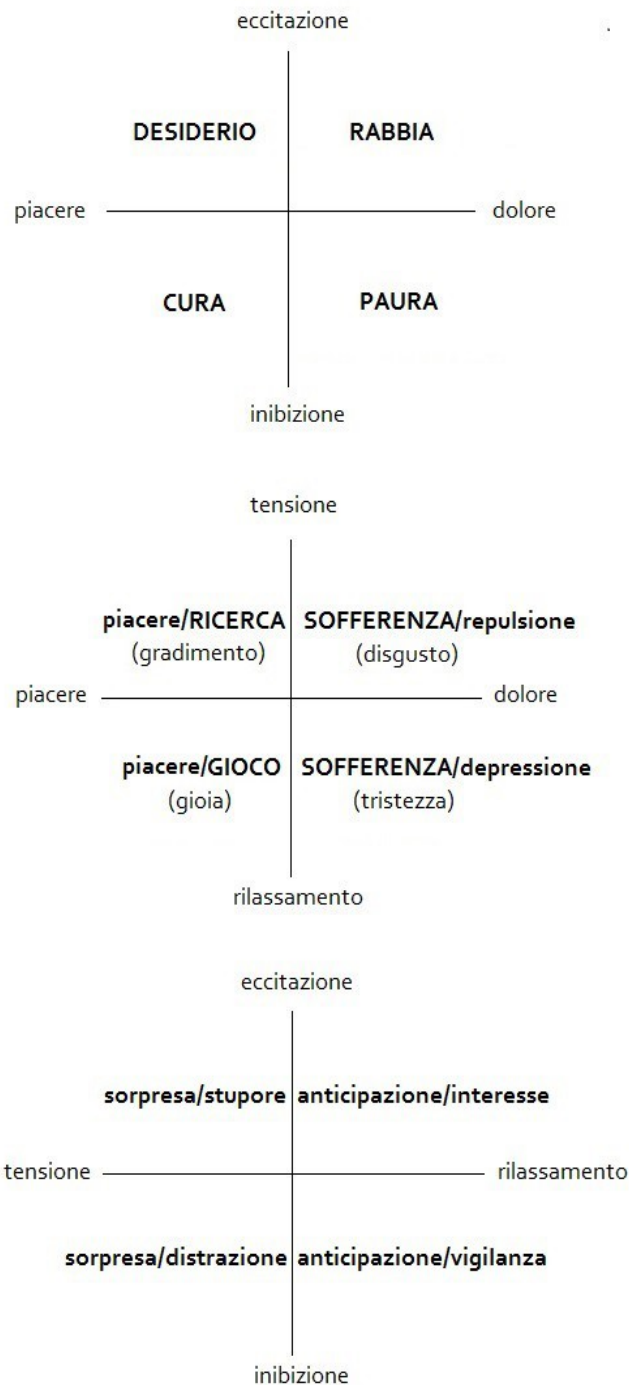 eccitazione
DESIDERIO RABBIA
piacere dolore
CURA PAURA
inibizione
tensione
piacere/RICERCA SOFFERENZA/repulsione
(gradimento) (disgusto)
piacere dolore
piacere/GIOCO SOFFERENZA/depressione
(gioia) (tristezza)
rilassamento
eccitazione
sorpresa/stupore anticipazione/interesse
tensione rilassamento
sorpresa/distrazione anticipazione/vigilanza
inibizione